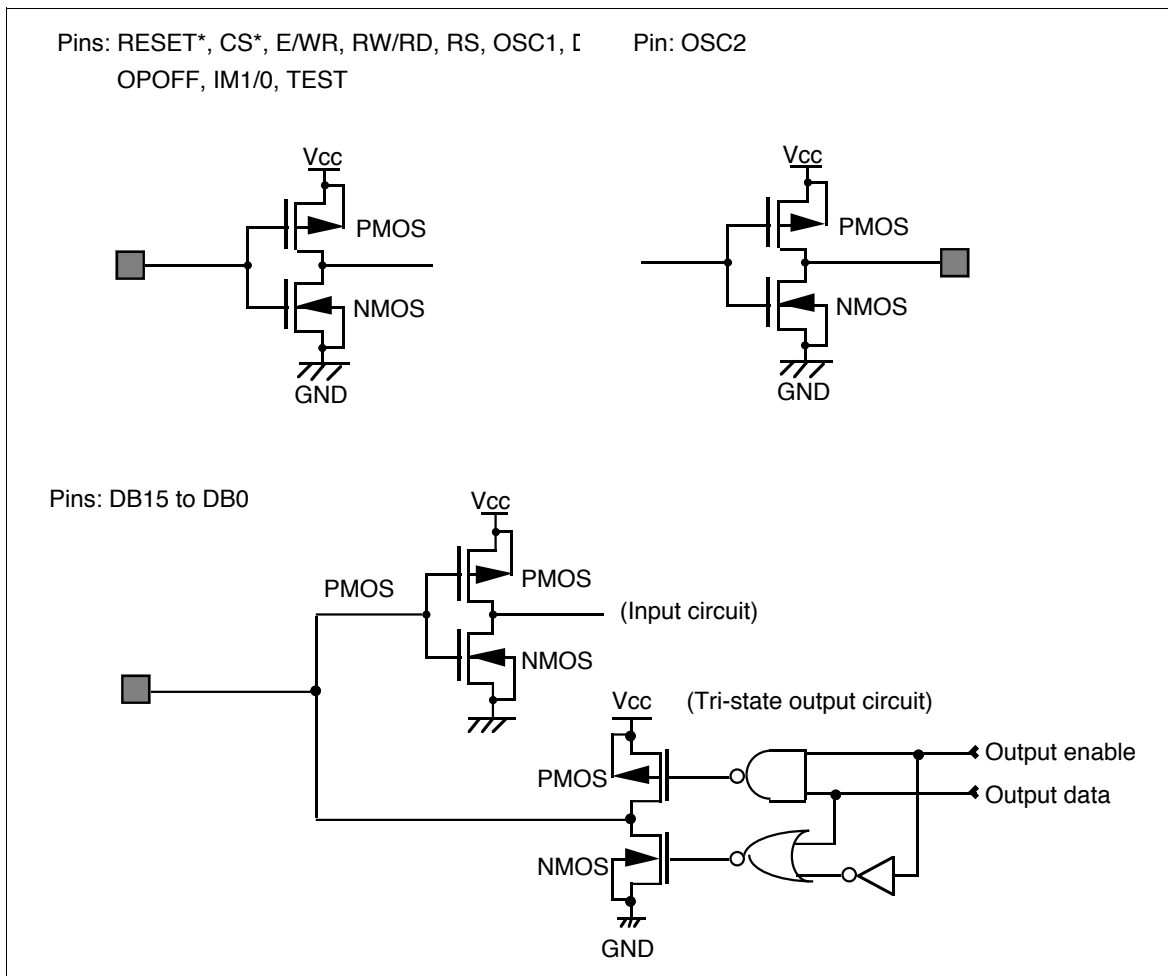 Pins: RESET*, CS*, E/WR, RW/RD, RS, OSC1,
OPOFF, IM1/0, TEST
Pin: OSC2
Vcc
PMOS
NMOS
GND
Vcc
PMOS
NMOS
GND
Pins: DB15 to DB0
Vcc
PMOS
PMOS
(Input circuit)
NMOS
Vcc
(Tri-state output circuit)
Output enable
PMOS
Output data
NMOS
GND